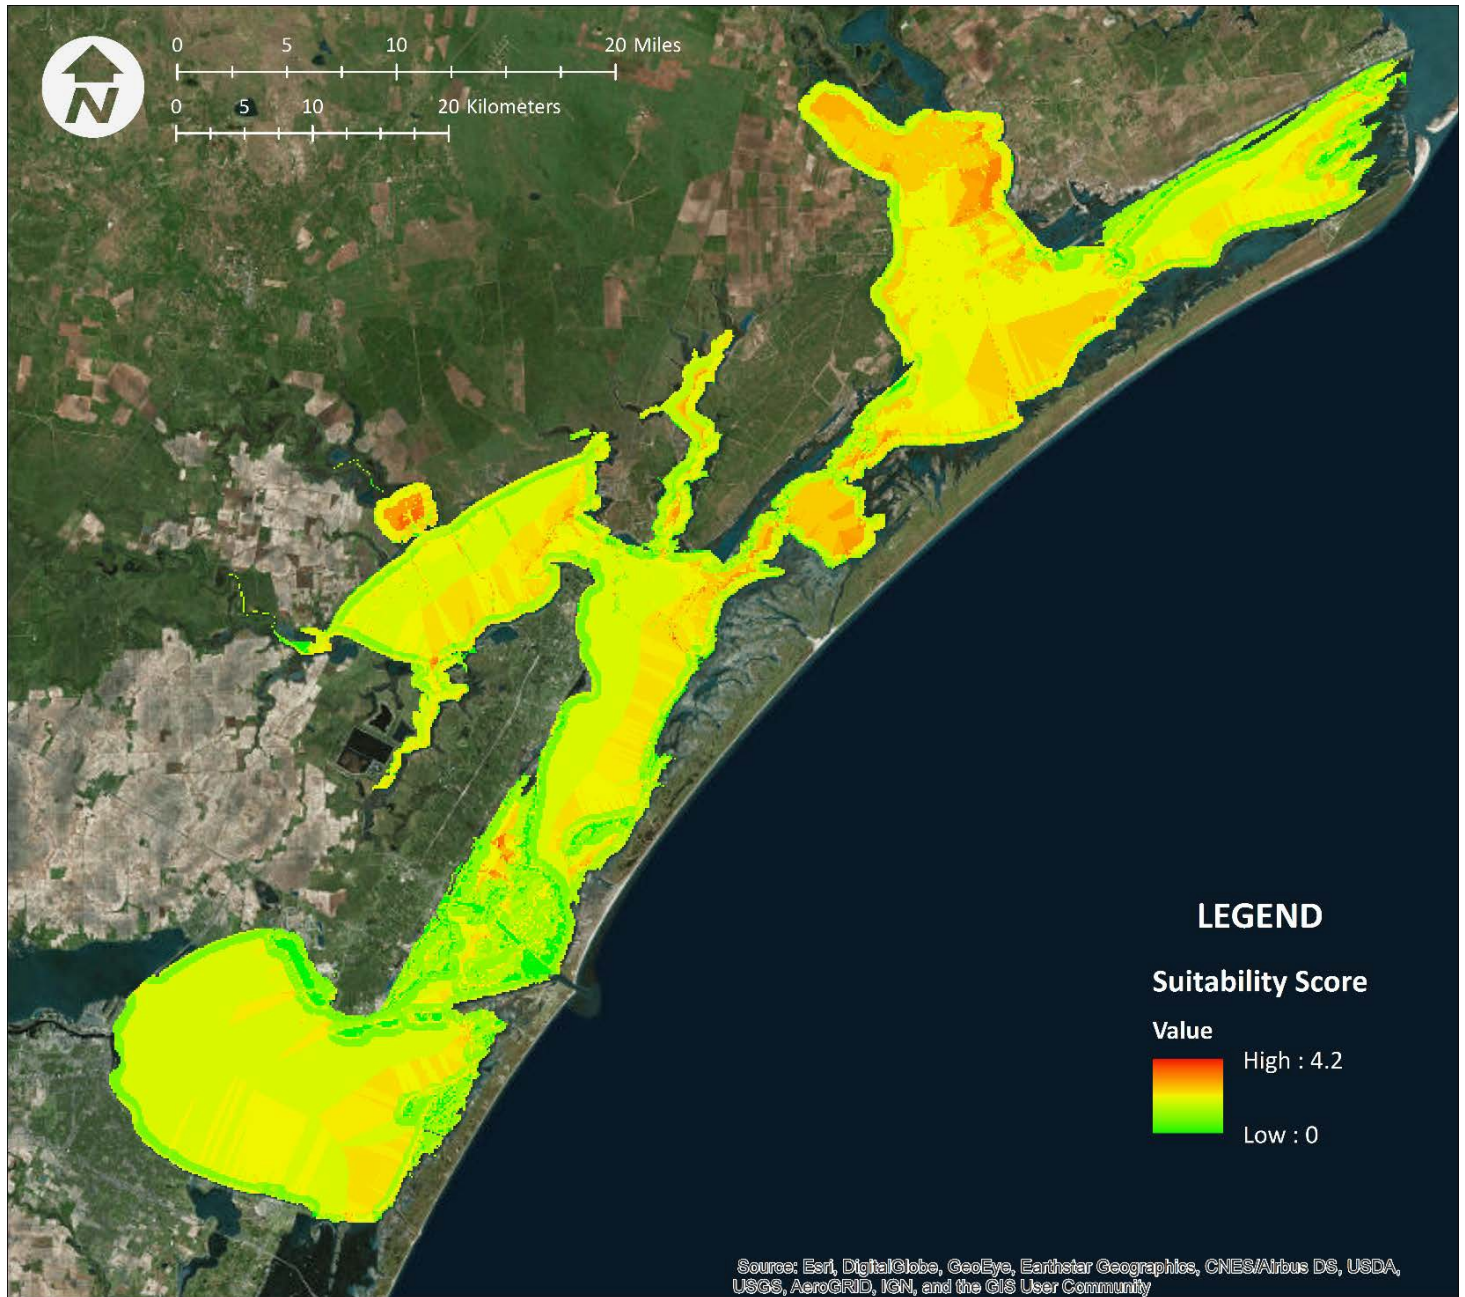 N
0 5 10 20 Miles
0 5 10 20 Kilometers
LEGEND
Suitability Score
Value
High : 4.2
Low : 0
Source: Esri, DigitalGlobe, GeoEye, Earthstar Geographics, CNES/Airbus DS, USDA,
USGS, AeroGRID, IGN, and the GIS User Community